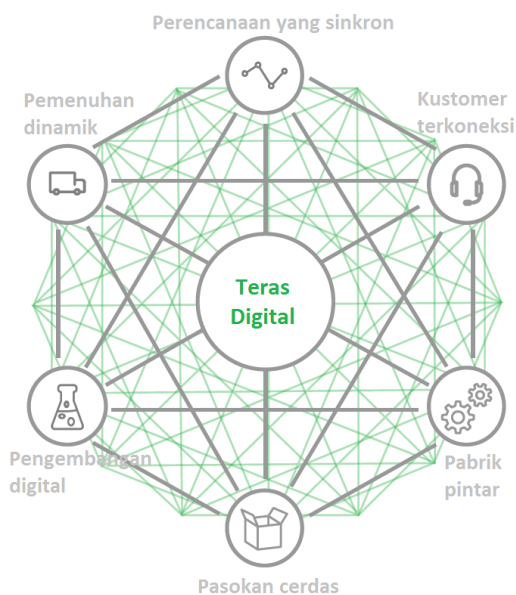 Perencanaan yang sinkron
Pemenuhan
dinamik
Kustomer
terkoneksi
Teras
Digital
Pengembangan
digital
Pabrik
pintar
Pasokan cerdas